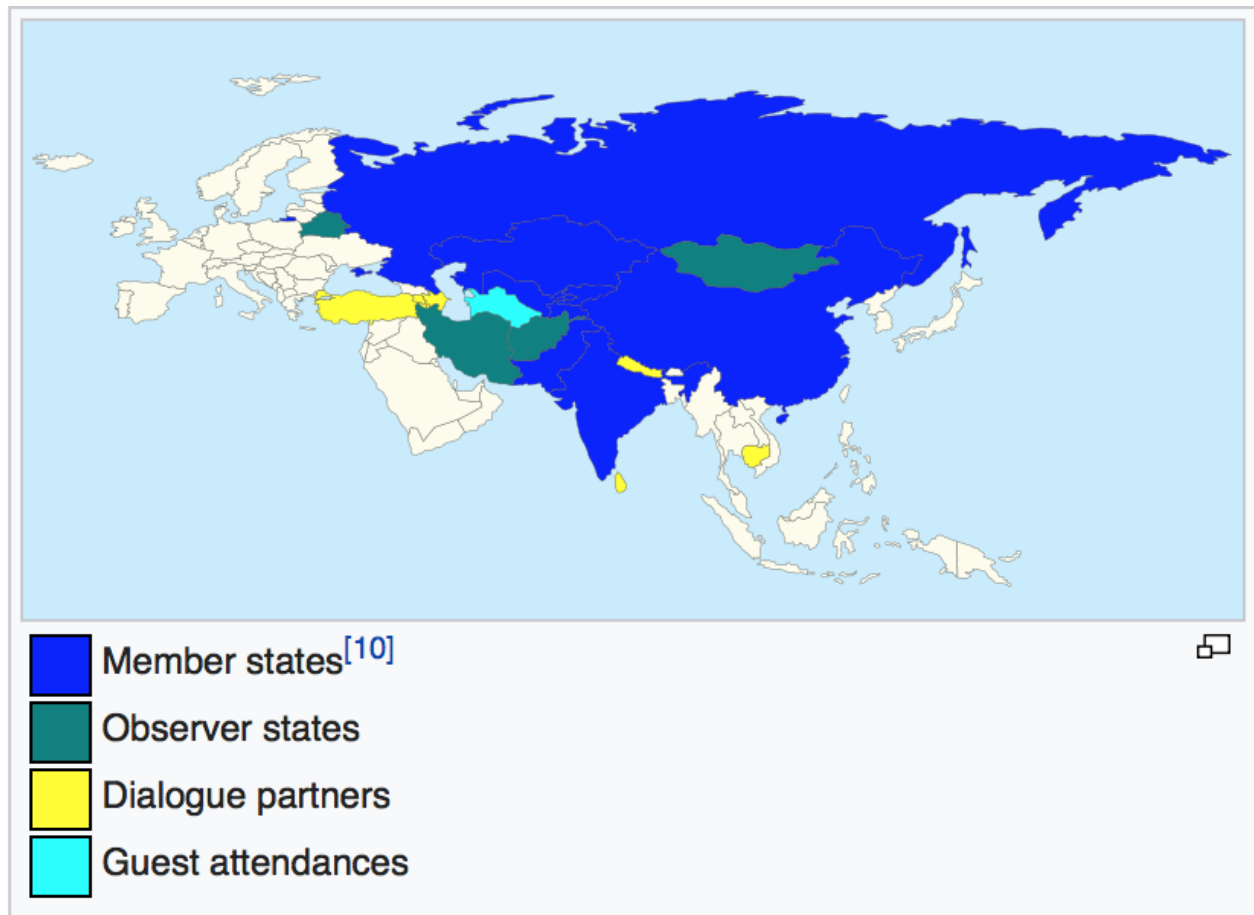 Member states[10]
Observer states
Dialogue partners
Guest attendances